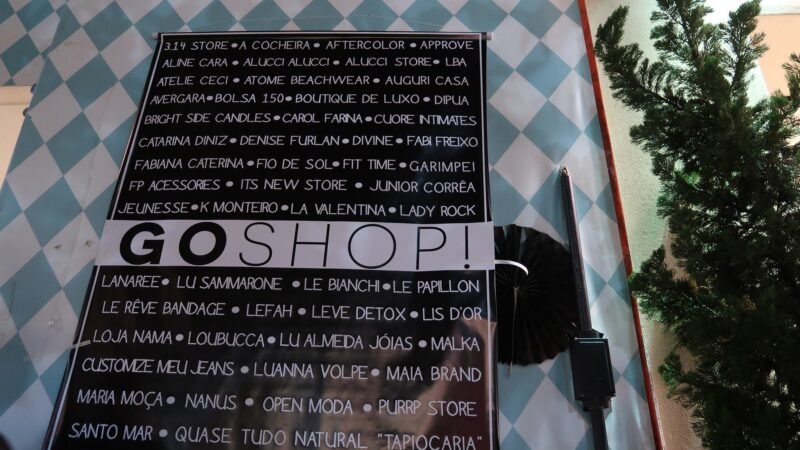 3.14 STORE • A COCHEIRA • AFTERCOLOR • APPROVE
ALINE CARA • ALUCCI ALUCCI • ALUCCI STORE • LBA
ATELIE CECI • ATOME BEACHWEAR • AUGURI CASA
AVERGARA • BOLSA 150 • BOUTIQUE DE LUXO • DIPUA
BRIGHT SIDE CANDLES • CAROL FARINA • CUORE INTIMATES
CATARINA DINIZ • DENISE FURLAN • DIVINE • FABI FREIXO
FABIANA CATERINA • FIO DE SOL • FIT TIME • GARIMPEI
FP ACESSORIES • ITS NEW STORE • JUNIOR CORRÊA
JEUNESSE • K MONTEIRO • LA VALENTINA • LADY ROCK
GOSHOP!
LANAREE • LU SAMMARONE • LE BIANCHI • LE PAPILLON
LE RÊVE BANDAGE • LEFAH • LEVE DETOX • LIS D'OR
LOJA NAMA • LOUBUCCA • LU ALMEIDA JÓIAS • MALKA
CUSTOMIZE MEU JEANS • LUANNA VOLPE • MAIA BRAND
MARIA MOÇA • NANUS • OPEN MODA • PURRP STORE
SANTO MAR • QUASE TUDO NATURAL "TAPIOCARIA"